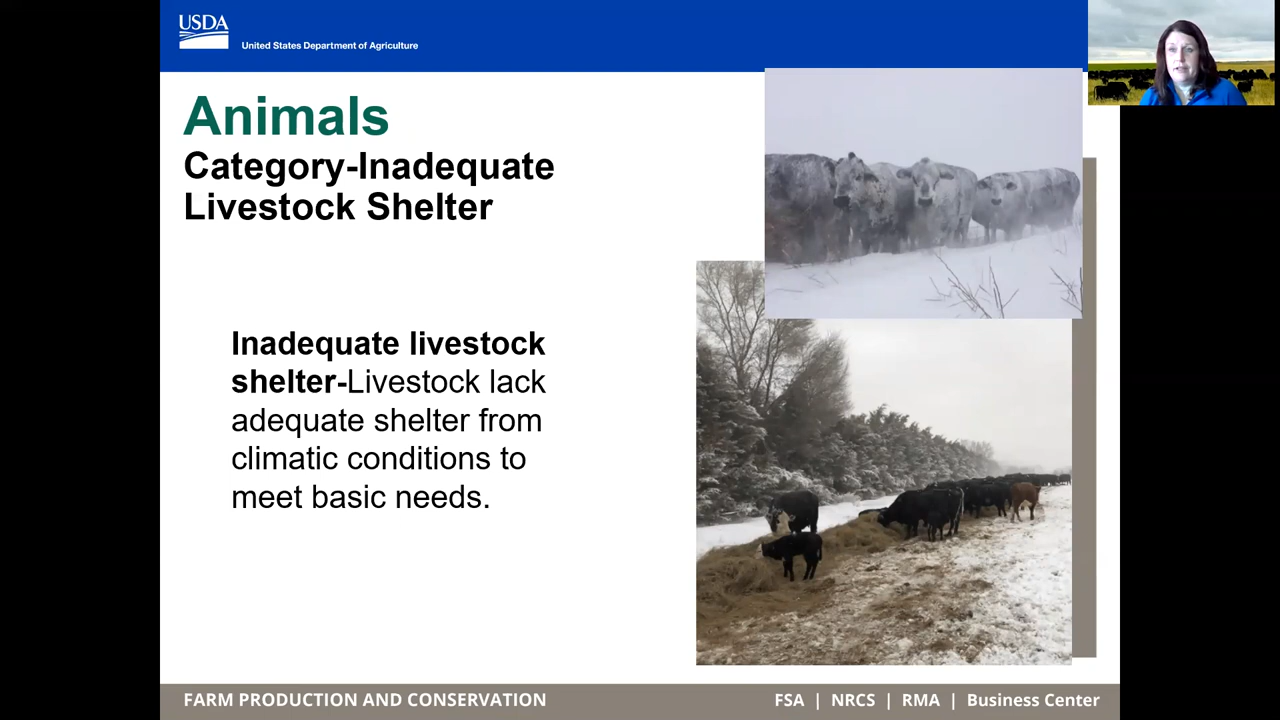 USDA
United States Department of Agriculture
Animals
Category-Inadequate
Livestock Shelter
Inadequate livestock
shelter-Livestock lack
adequate shelter from
climatic conditions to
meet basic needs.
FARM PRODUCTION AND CONSERVATION
FSA | NRCS | RMA | Business Center